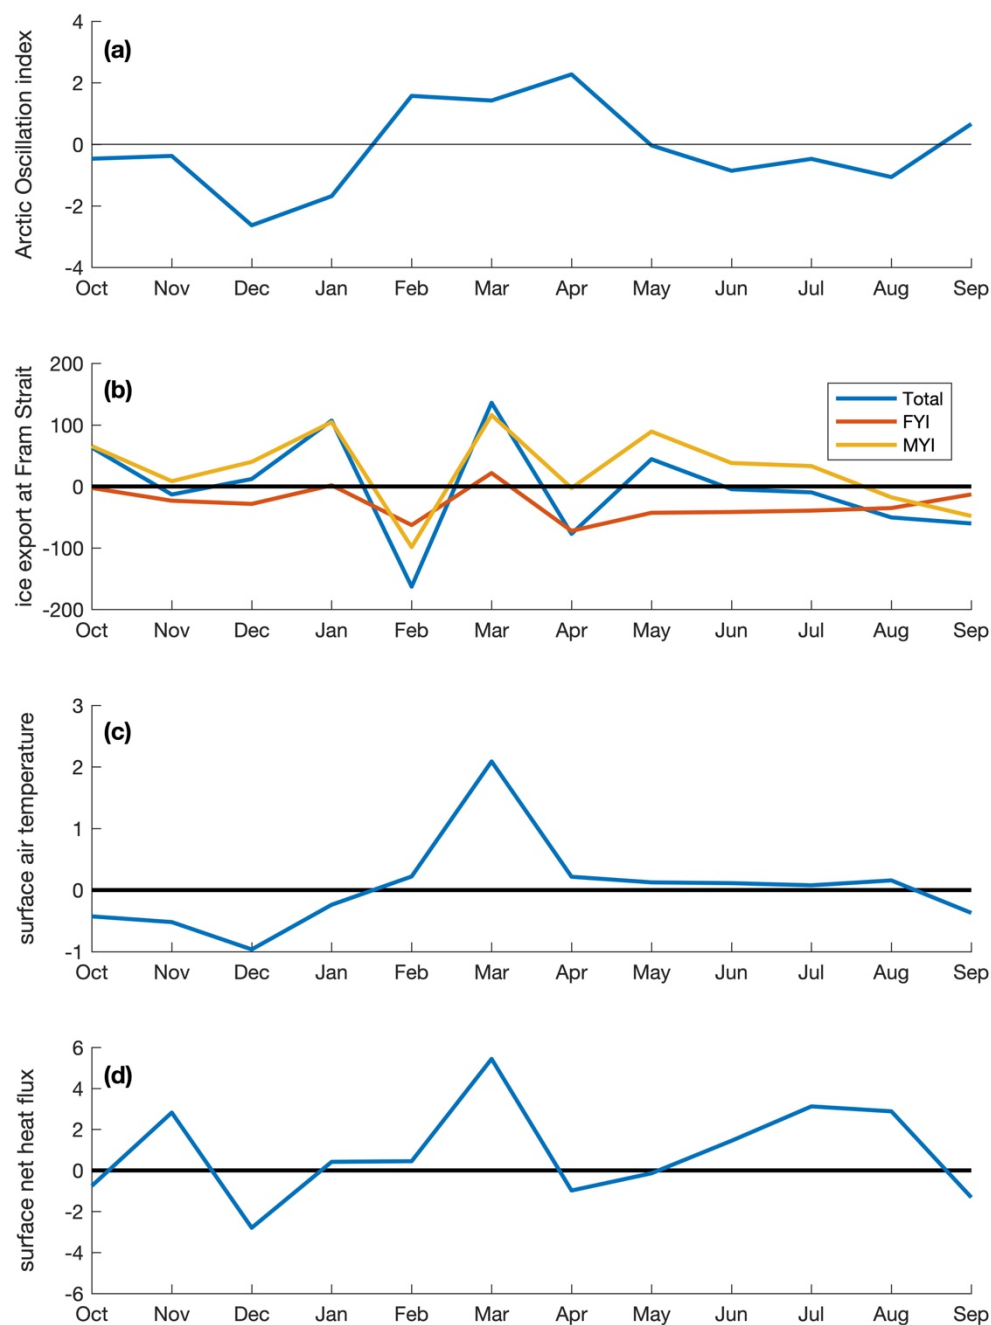 (a)
Arctic Oscillation index
4
2
0
-2
-4
Oct Nov Dec Jan Feb Mar Apr May Jun Jul Aug Sep
(b)
ice export at Fram Strait
200
100
0
-100
-200
Total
FYI
MYI
Oct Nov Dec Jan Feb Mar Apr May Jun Jul Aug Sep
(c)
surface air temperature
3
2
1
0
-1
Oct Nov Dec Jan Feb Mar Apr May Jun Jul Aug Sep
(d)
surface net heat flux
6
4
2
0
-2
-4
-6
Oct Nov Dec Jan Feb Mar Apr May Jun Jul Aug Sep